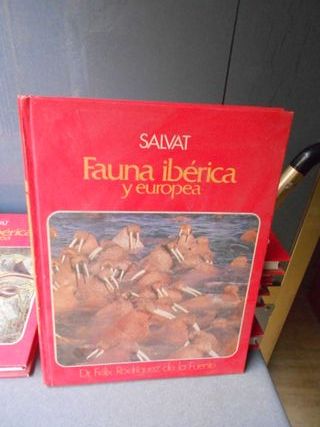 SALVAT
Fauna ibérica
y europea
Dr. Félix Rodríguez de la Fuente